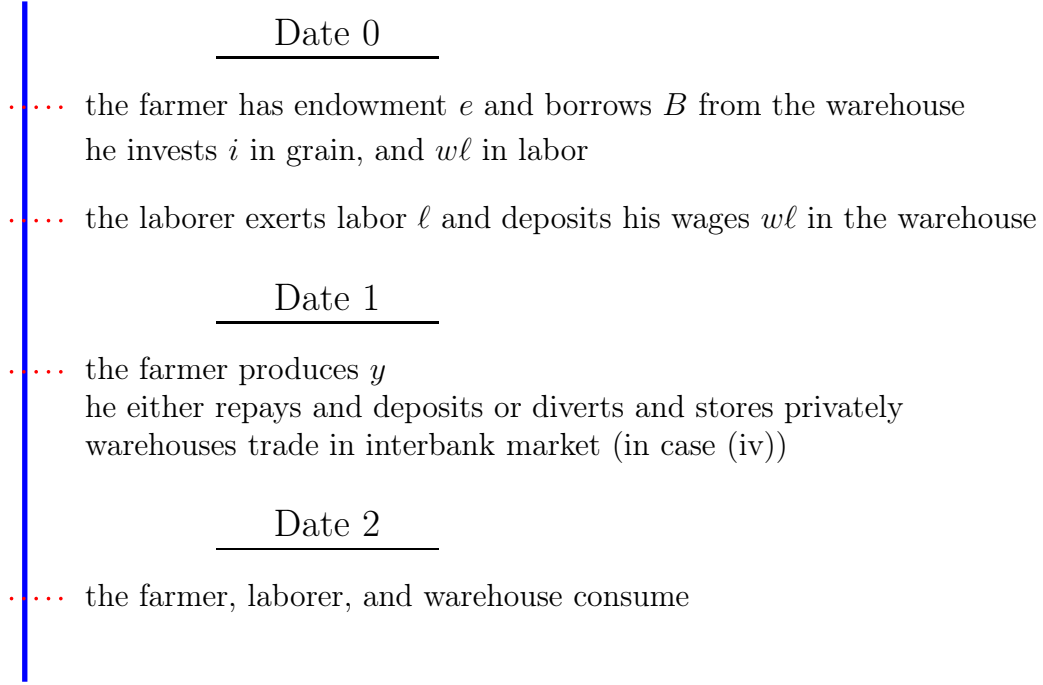 Date 0
the farmer has endowment e and borrows B from the warehouse
he invests i in grain, and wℓ in labor
the laborer exerts labor ℓ and deposits his wages wℓ in the warehouse
Date 1
the farmer produces y
he either repays and deposits or diverts and stores privately
warehouses trade in interbank market (in case (iv))
Date 2
the farmer, laborer, and warehouse consume